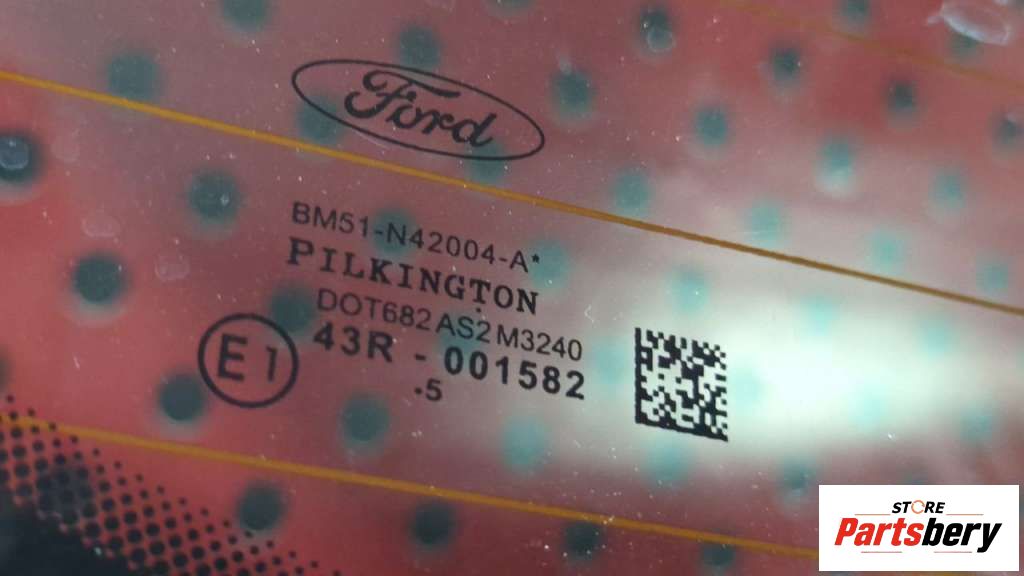 Ford
BM51-N42004-A*
PILKINGTON
DOT682 AS2 M3240
E1
43R - 001582
.5
STORE
Partsbery